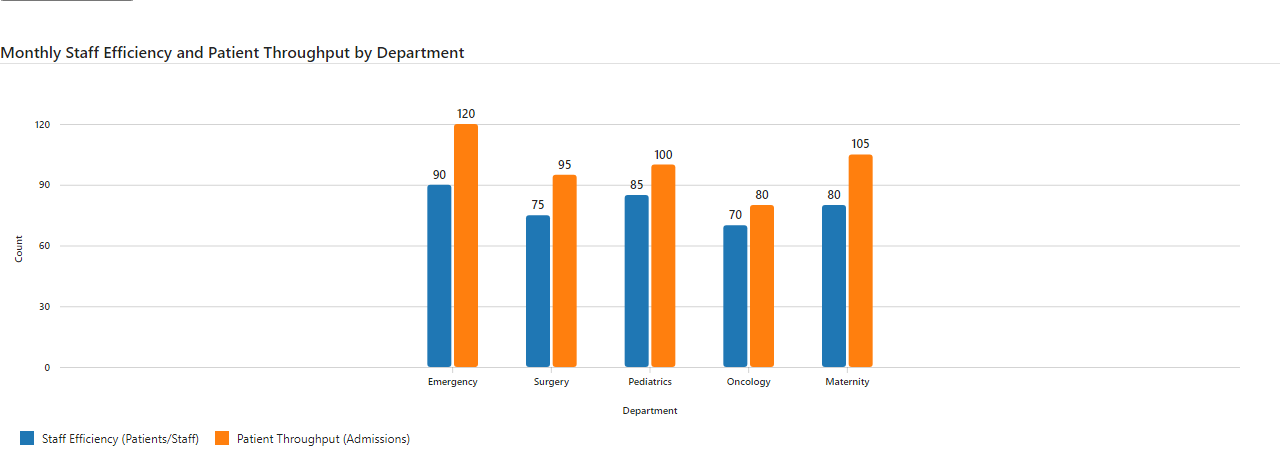 Monthly Staff Efficiency and Patient Throughput by Department
120
90
60
30
0
Count
90
120
75
95
85
100
70
80
80
105
Emergency
Surgery
Pediatrics
Oncology
Maternity
Department
Staff Efficiency (Patients/Staff)
Patient Throughput (Admissions)